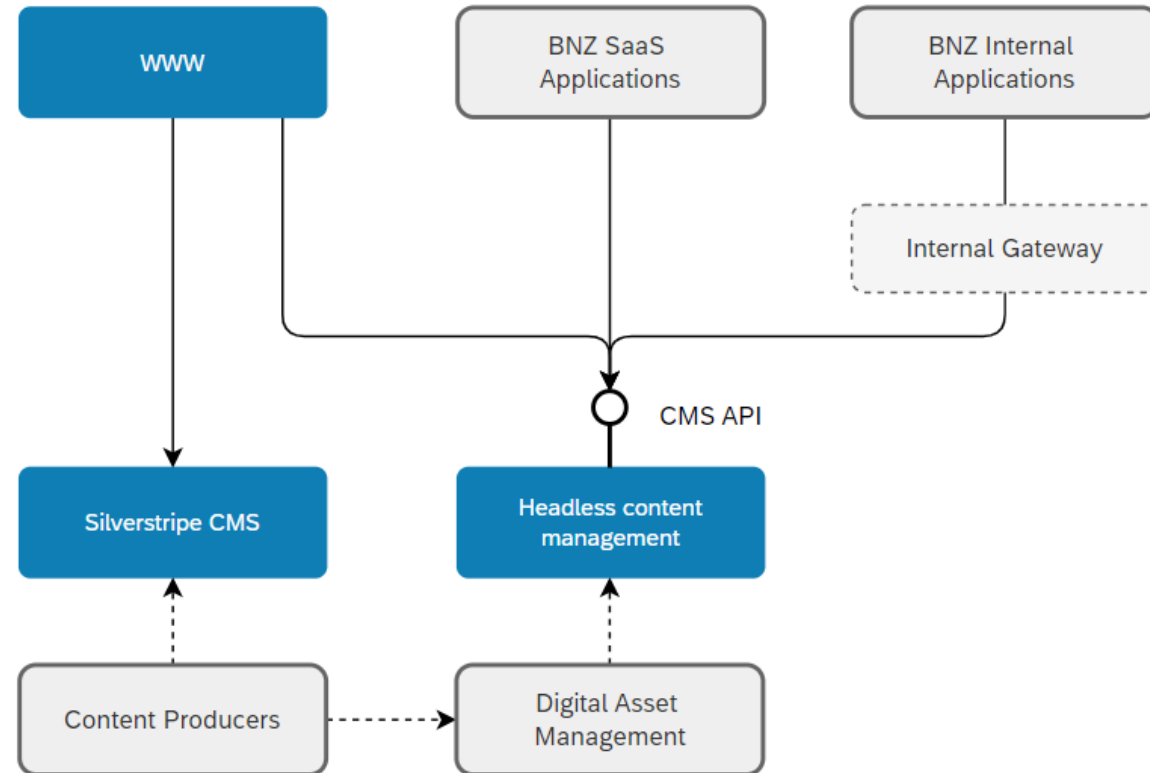 www
BNZ SaaS
Applications
BNZ Internal
Applications
Internal Gateway
CMS API
Silverstripe CMS
Headless content
management
Content Producers
Digital Asset
Management